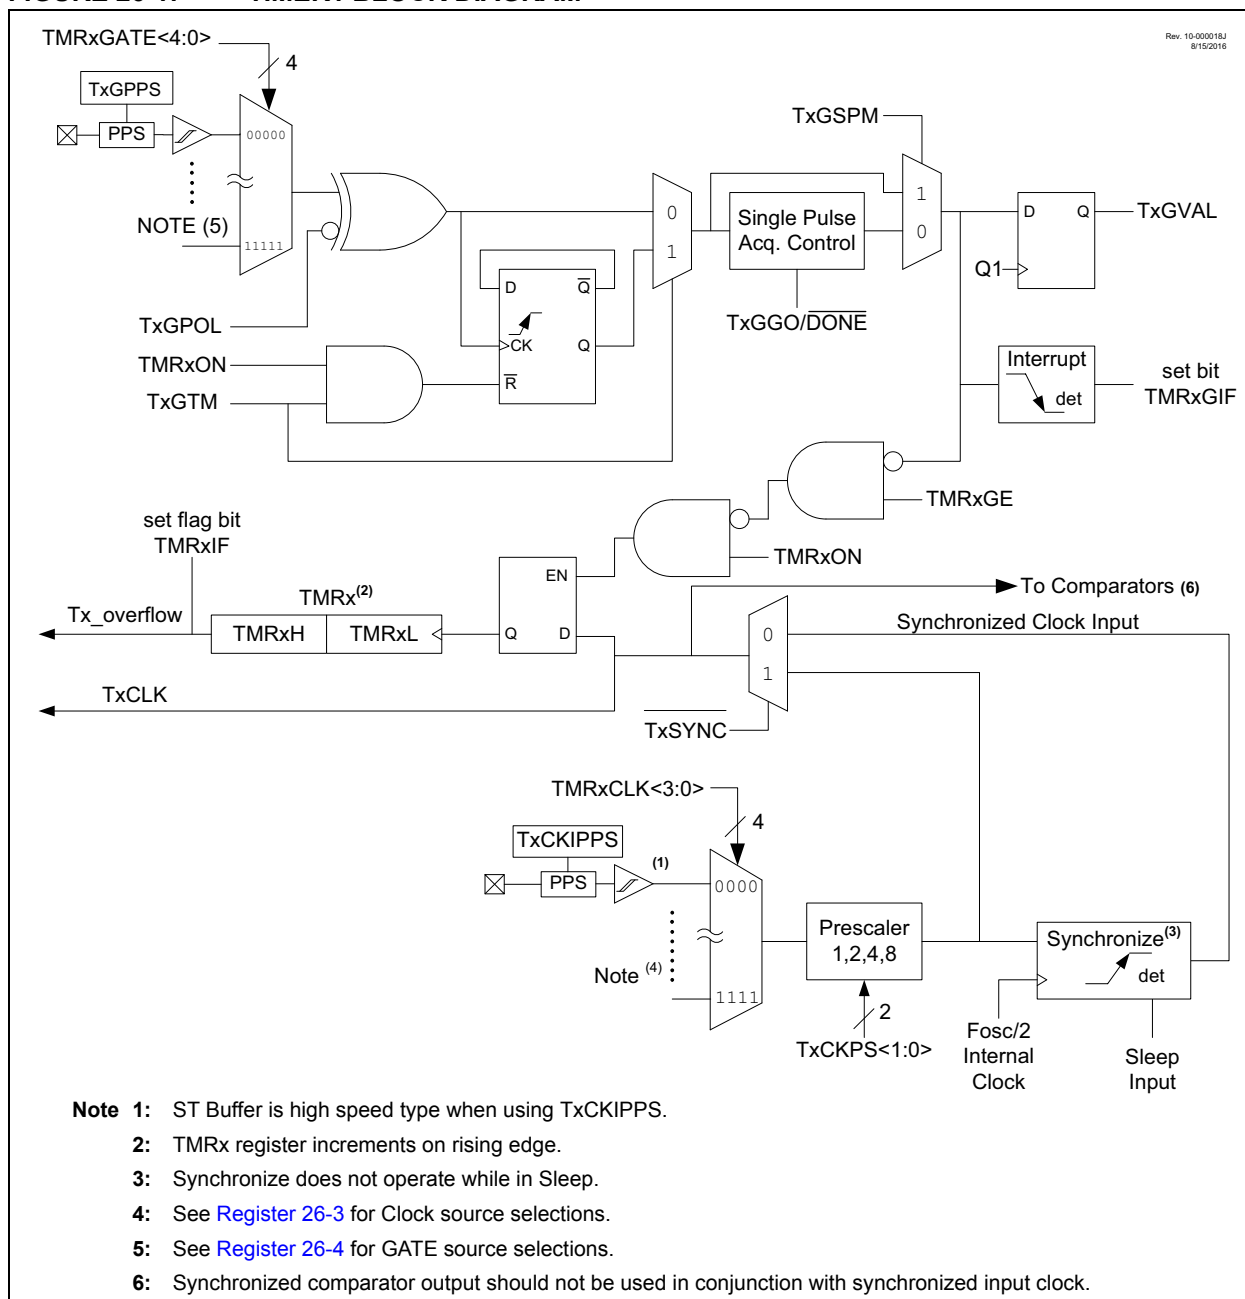 Rev. 10-000018J
8/15/2016
TMRxGATE<4:0>
4
TxGPPS
PPS
00000
NOTE (5)
11111
TxGPOL
TMRxON
TxGTM
D
Q
CK
Q
R
0
1
TxGSPM
Single Pulse
Acq. Control
TxGGO/DONE
1
0
D
Q
Q1
TxGVAL
Interrupt
det
set bit
TMRxGIF
TMRxGE
TMRxON
set flag bit
TMRxIF
Tx_overflow
TMRx(2)
TMRxH
TMRxL
EN
Q
D
TxCLK
To Comparators (6)
Synchronized Clock Input
0
1
TxSYNC
TMRxCLK<3:0>
4
TxCKIPPS
PPS
(1)
0000
Note (4)
1111
Prescaler
1,2,4,8
2
TxCKPS<1:0>
Synchronize(3)
det
Fosc/2
Internal
Clock
Sleep
Input
Note 1: ST Buffer is high speed type when using TxCKIPPS.
2: TMRx register increments on rising edge.
3: Synchronize does not operate while in Sleep.
4: See Register 26-3 for Clock source selections.
5: See Register 26-4 for GATE source selections.
6: Synchronized comparator output should not be used in conjunction with synchronized input clock.